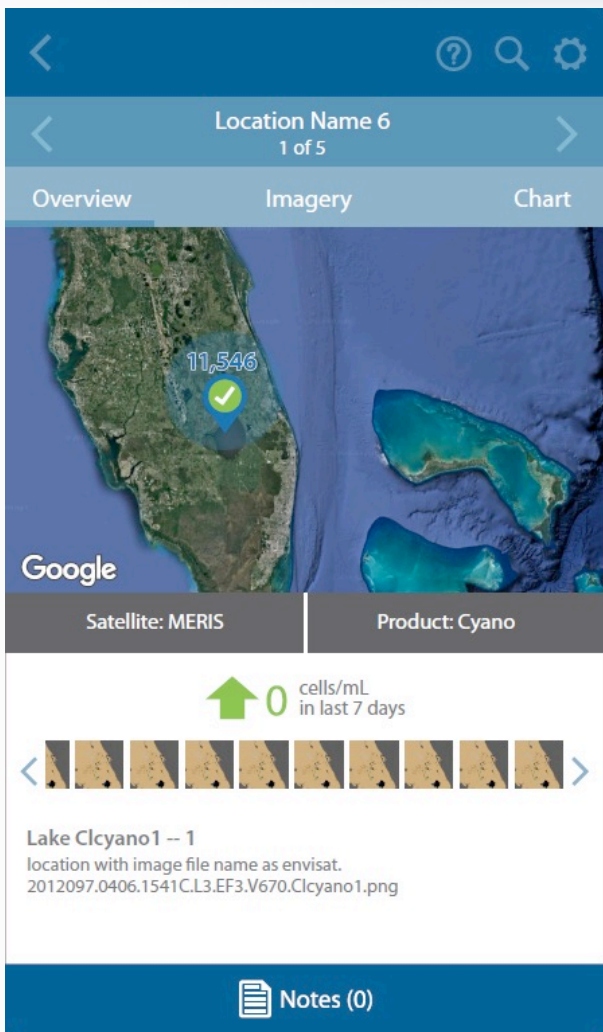 Location Name 6
1 of 5
Overview Imagery Chart
11,546
Google
Satellite: MERIS Product: Cyano
0 cells/mL
in last 7 days
Lake Clcyano1 -- 1
location with image file name as envisat.
2012097.0406.1541C.L3.EF3.V670.Clcyano1.png
Notes (0)